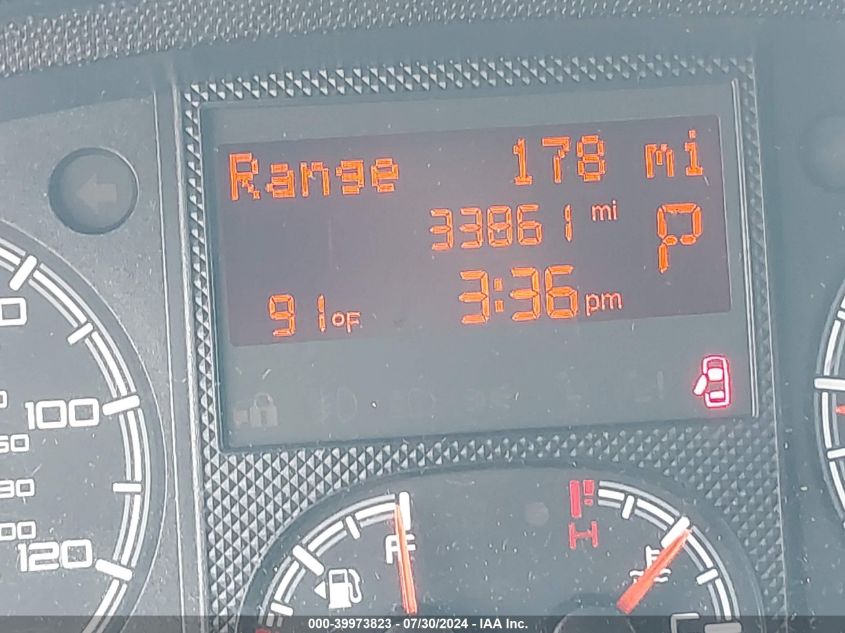 Range 178 mi
33861 mi P
91°F 3:36 pm
100
120
F H
C
000-39973823 - 07/30/2024 - IAA Inc.